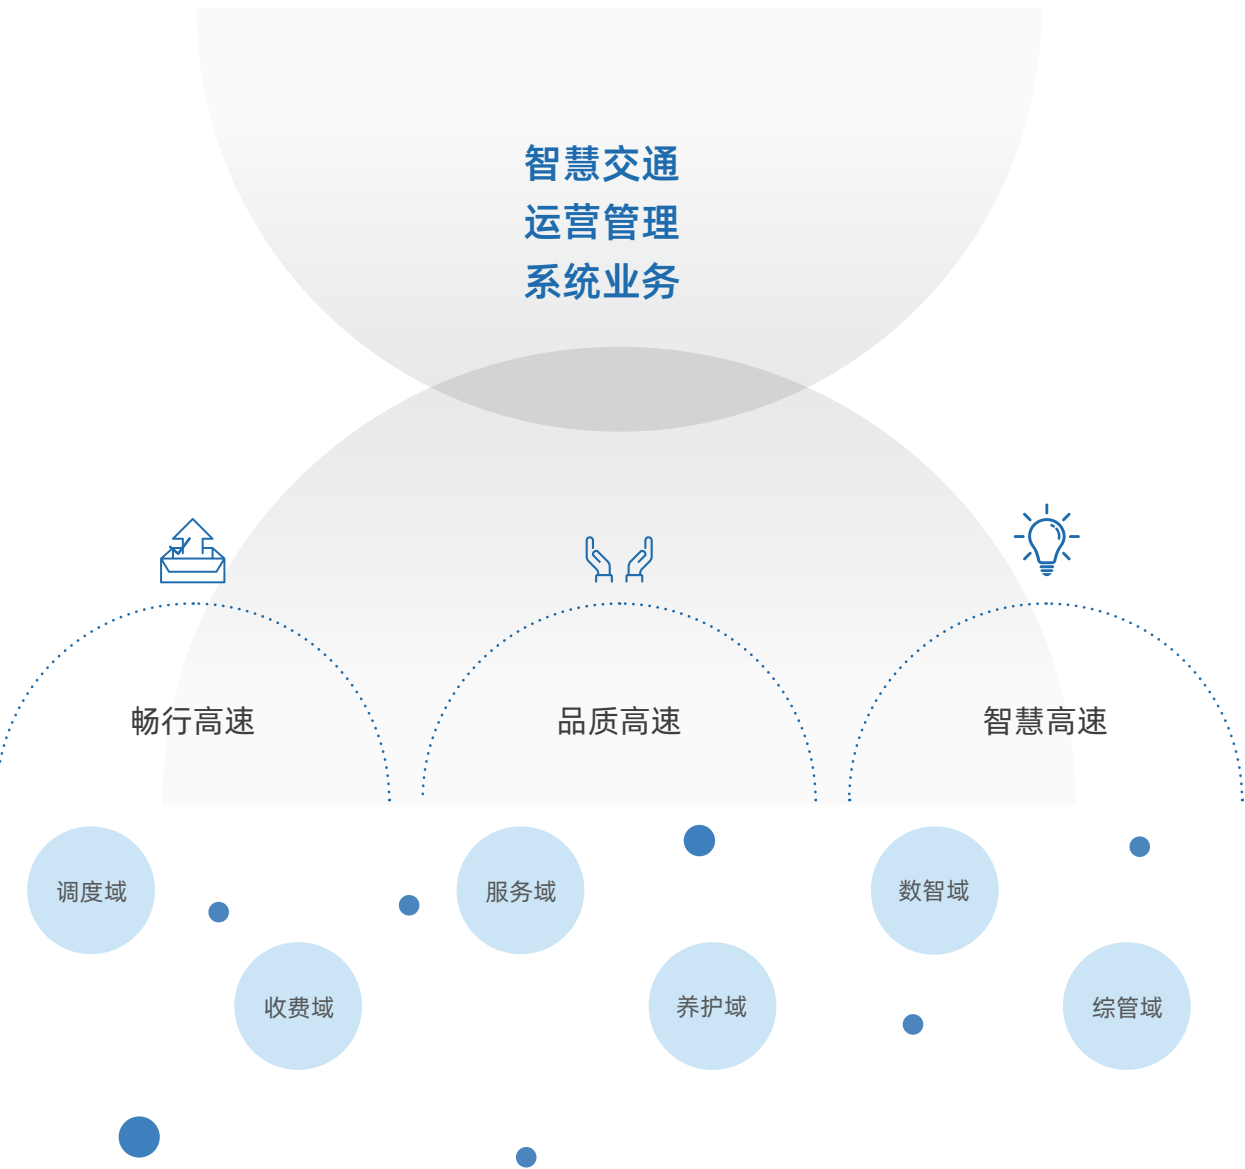 智慧交通
运营管理
系统业务
畅行高速
品质高速
智慧高速
调度域
服务域
数智域
收费域
养护域
综管域